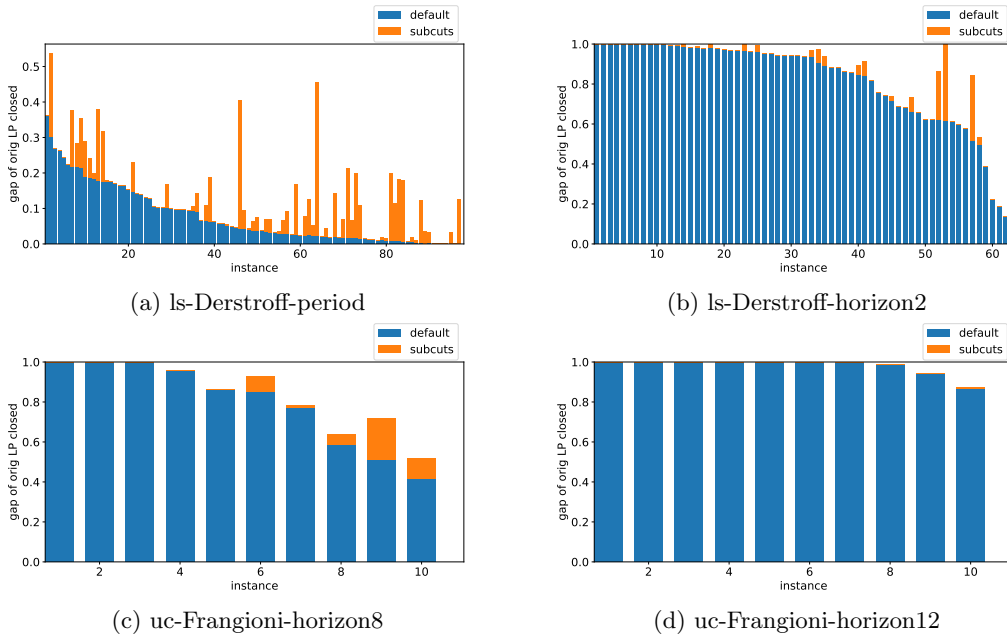 default
subcuts
0.5
0.4
0.3
0.2
0.1
0.0
gap of orig LP closed
20 40 60 80
instance
(a) ls-Derstroff-period
default
subcuts
1.0
0.8
0.6
0.4
0.2
0.0
gap of orig LP closed
10 20 30 40 50 60
instance
(b) ls-Derstroff-horizon2
default
subcuts
1.0
0.8
0.6
0.4
0.2
0.0
gap of orig LP closed
2 4 6 8 10
instance
(c) uc-Frangioni-horizon8
default
subcuts
1.0
0.8
0.6
0.4
0.2
0.0
gap of orig LP closed
2 4 6 8 10
instance
(d) uc-Frangioni-horizon12